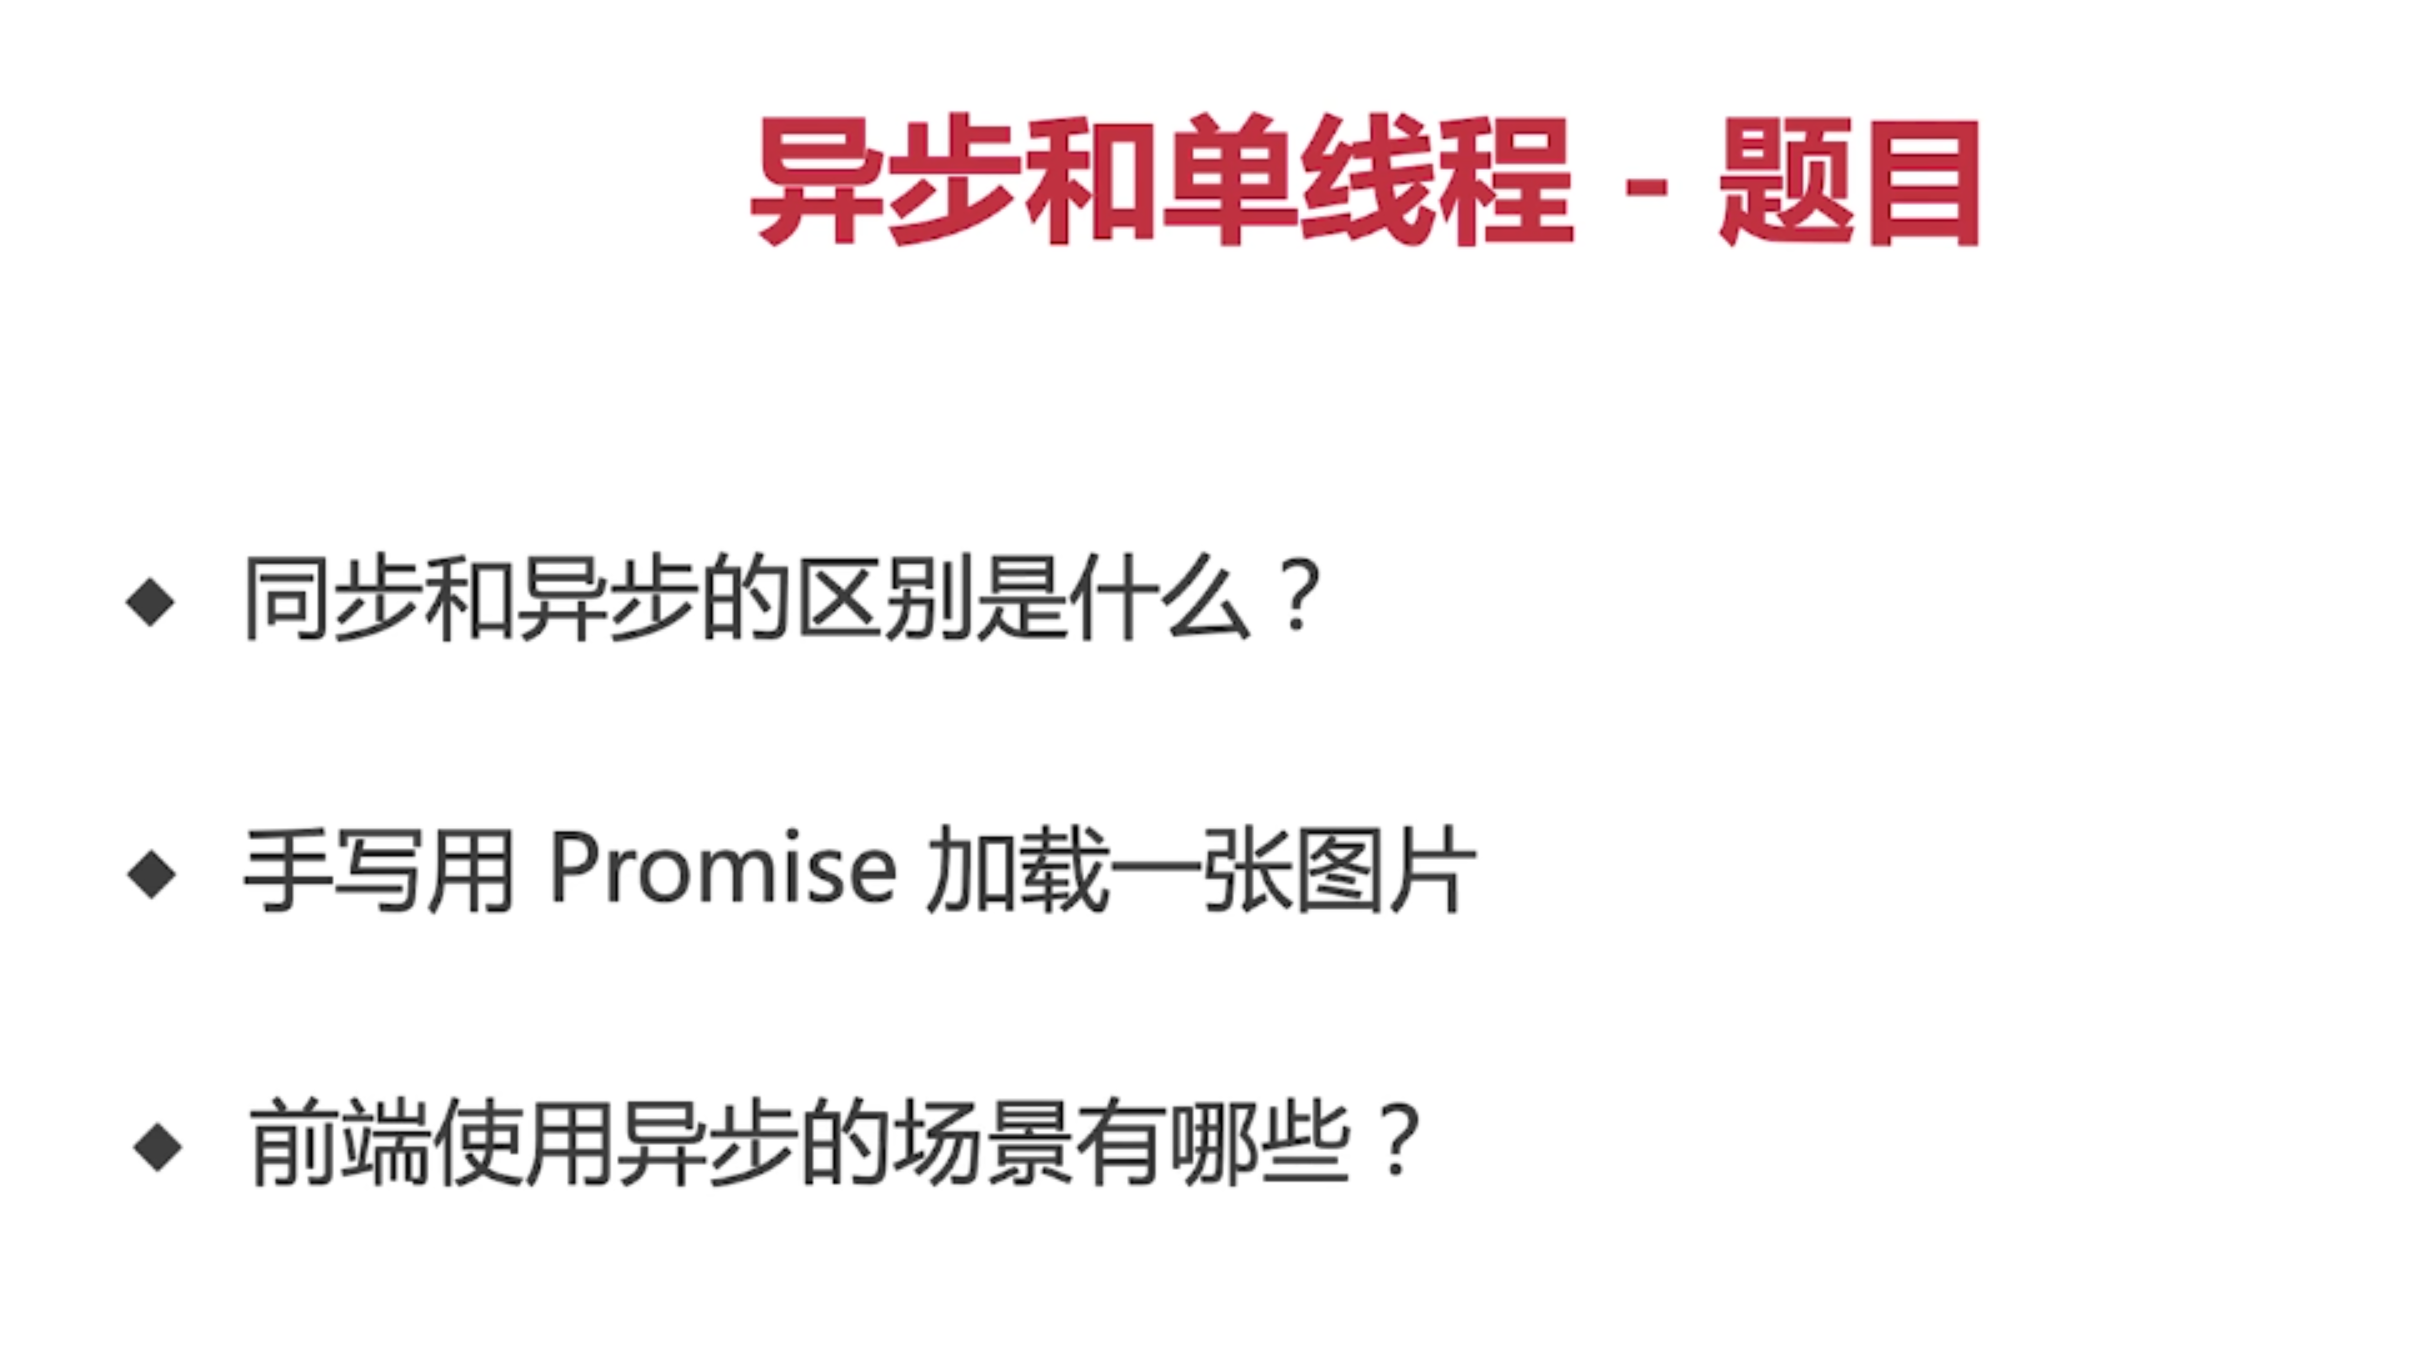 异步和单线程 - 题目
◆ 同步和异步的区别是什么？
◆ 手写用 Promise 加载一张图片
◆ 前端使用异步的场景有哪些？